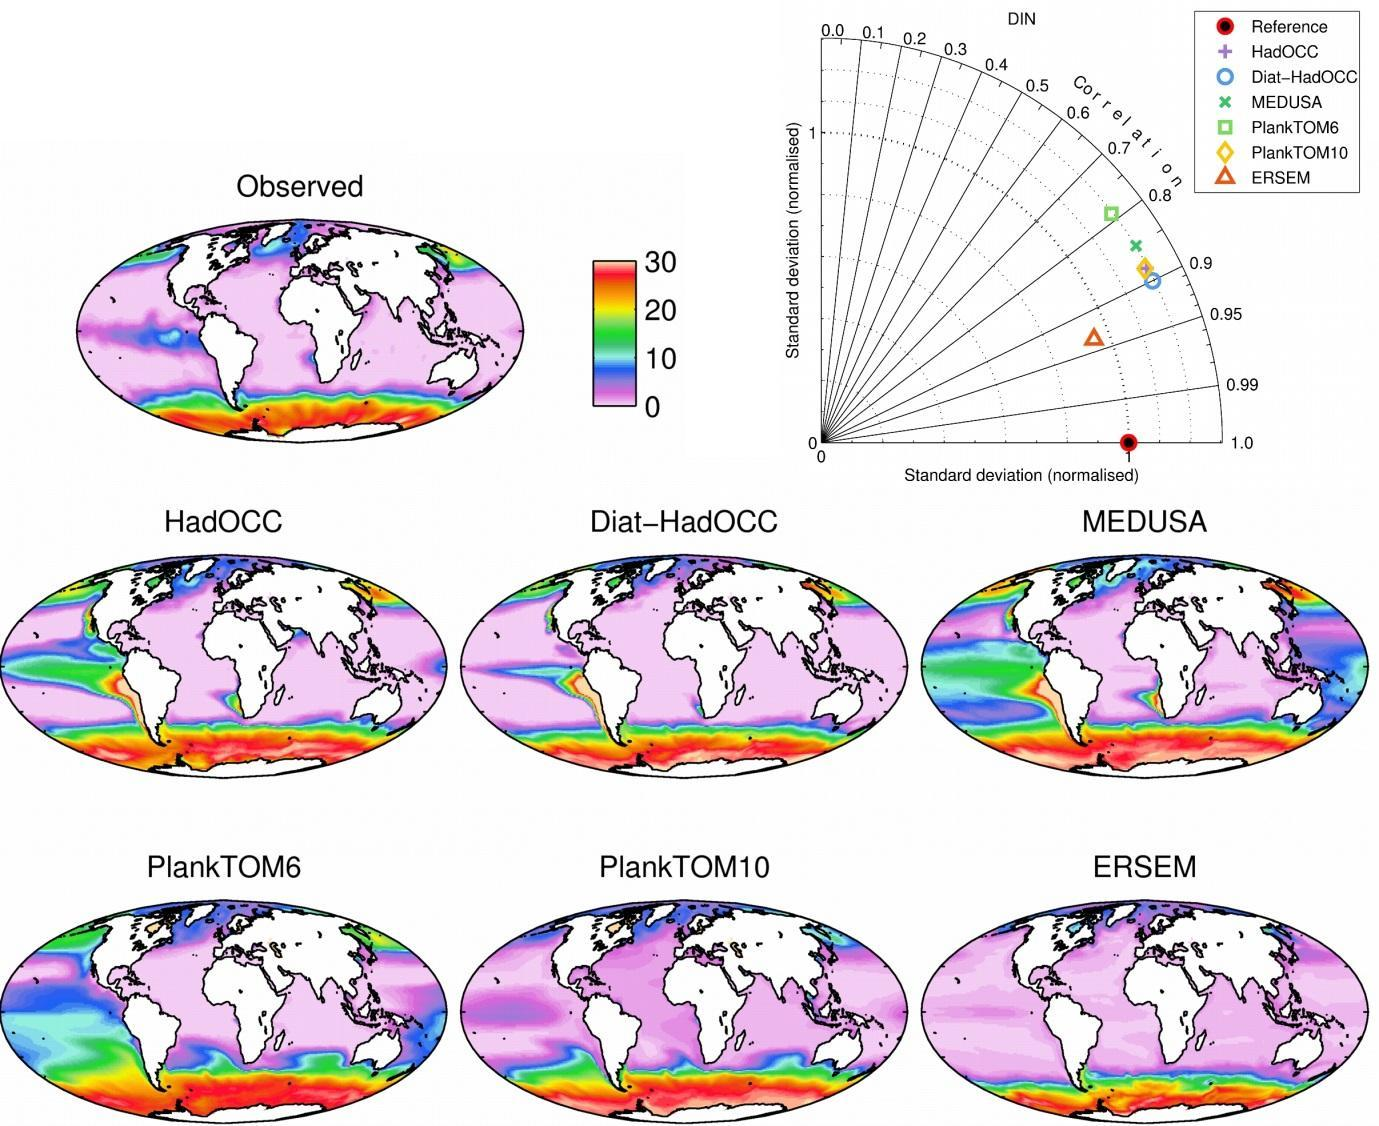 DIN
0.0
0.1
0.2
0.3
0.4
0.5
0.6
0.7
0.8
0.9
0.95
0.99
1.0
Correlation
Standard deviation (normalised)
1
0
0
1
Standard deviation (normalised)
Reference
HadOCC
Diat−HadOCC
MEDUSA
PlankTOM6
PlankTOM10
ERSEM
Observed
30
20
10
0
HadOCC
Diat−HadOCC
MEDUSA
PlankTOM6
PlankTOM10
ERSEM